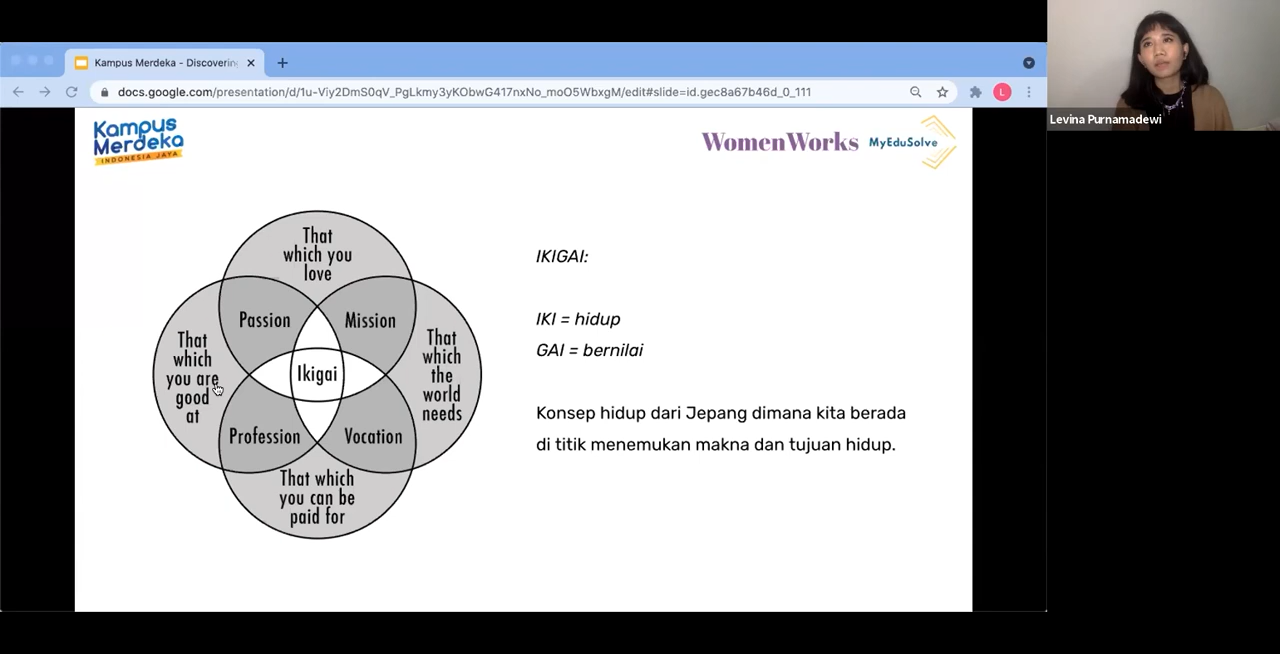 Kampus Merdeka - Discovering
docs.google.com/presentation/d/1u-Viy2DmS0qV_PgLkmy3yKObwG417nxNo_moO5WbxgM/edit#slide=id.gec8a67b46d_0_111
L
Levina Purnamadewi
Kampus
Merdeka
INDONESIA JAYA
WomenWorks
MyEduSolve
That
which you
love
Passion
Mission
That
which
you are
good
at
Ikigai
That
which
the
world
needs
Profession
Vocation
That which
you can be
paid for
IKIGAI:
IKI = hidup
GAI = bernilai
Konsep hidup dari Jepang dimana kita berada
di titik menemukan makna dan tujuan hidup.